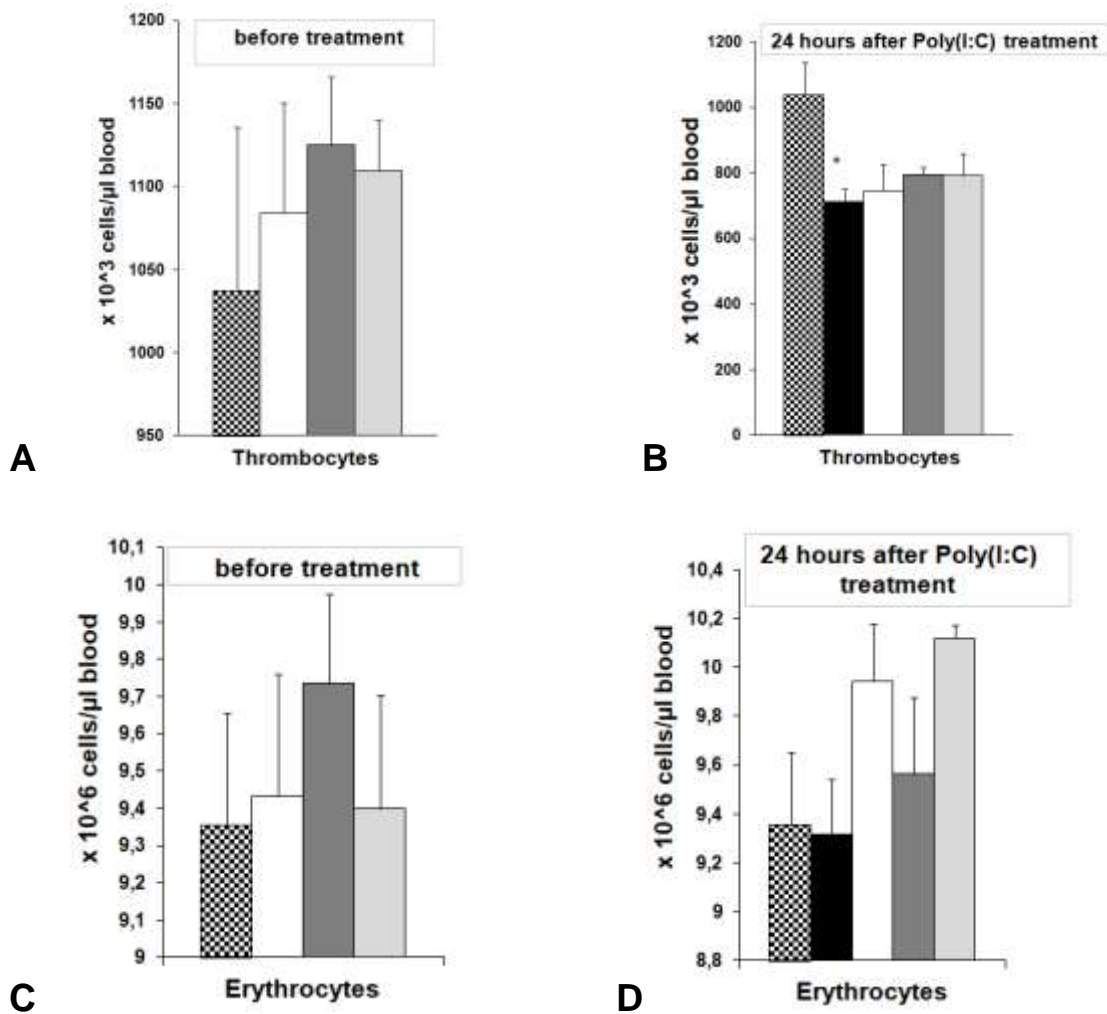 before treatment
1200
1150
1100
1050
1000
950
x 10^3 cells/µl blood
Thrombocytes
A
24 hours after Poly(I:C) treatment
1200
1000
800
600
400
200
0
x 10^3 cells/µl blood
*
Thrombocytes
B
before treatment
10,1
10
9,9
9,8
9,7
9,6
9,5
9,4
9,3
9,2
9,1
9
x 10^6 cells/µl blood
Erythrocytes
C
24 hours after Poly(I:C)
treatment
10,4
10,2
10
9,8
9,6
9,4
9,2
9
8,8
x 10^6 cells/µl blood
Erythrocytes
D